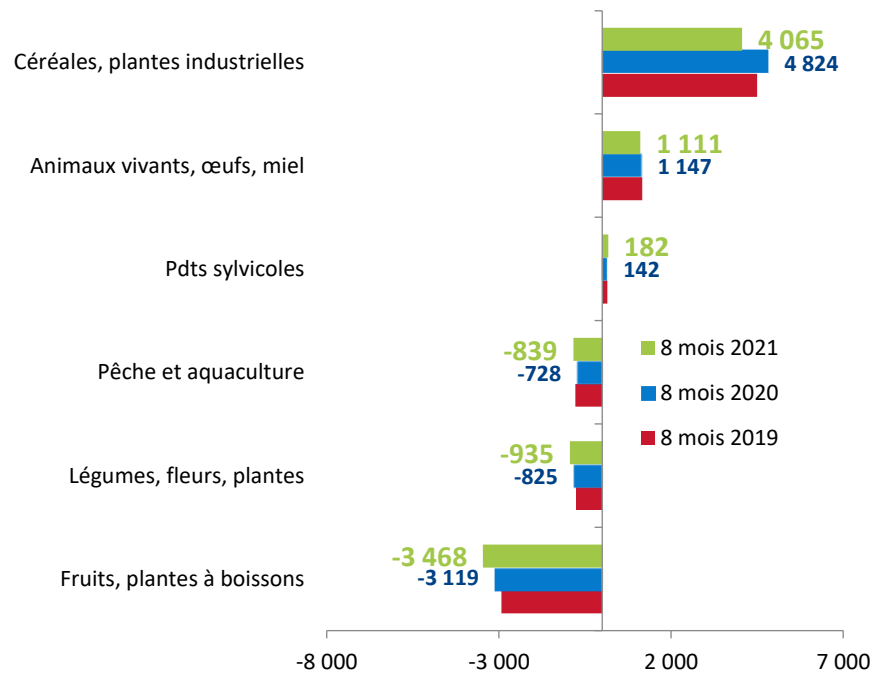 Céréales, plantes industrielles
4 065
4 824
Animaux vivants, œufs, miel
1 111
1 147
Pdts sylvicoles
182
142
Pêche et aquaculture
-839
-728
Légumes, fleurs, plantes
-935
-825
Fruits, plantes à boissons
-3 468
-3 119
8 mois 2021
8 mois 2020
8 mois 2019
-8 000
-3 000
2 000
7 000